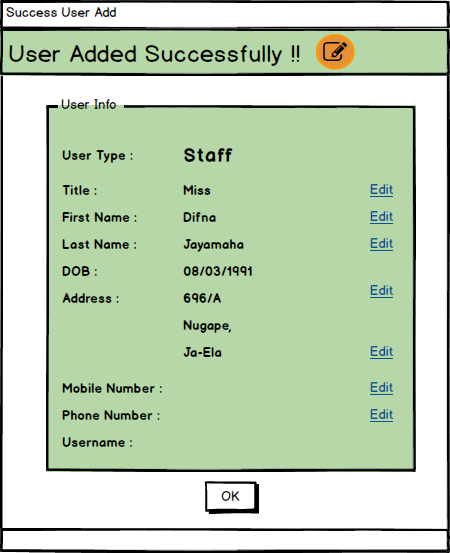 Success User Add
User Added Successfully !!
User Info
User Type : Staff
Title : Miss Edit
First Name : Difna Edit
Last Name : Jayamaha Edit
DOB : 08/03/1991
Address : 696/A Edit
Nugape,
Ja-Ela Edit
Mobile Number : Edit
Phone Number : Edit
Username :
OK